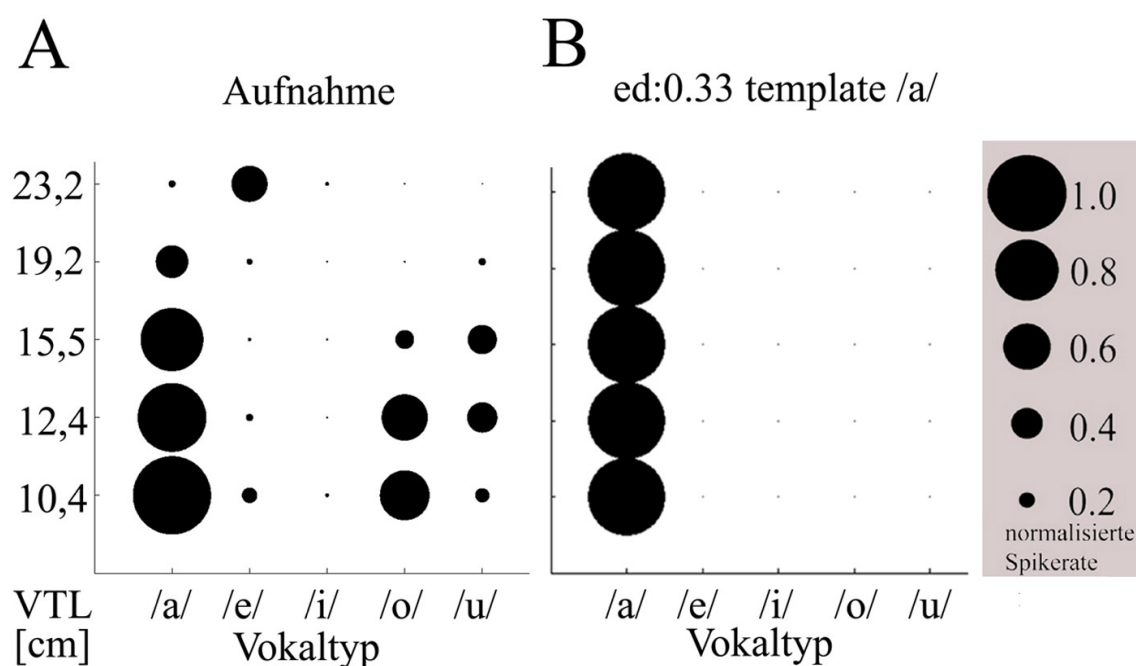 A
B
Aufnahme
ed:0.33 template /a/
23,2
19,2
15,5
12,4
10,4
1.0
0.8
0.6
0.4
0.2
normalisierte
Spikerate
VTL
[cm]
/a/ /e/ /i/ /o/ /u/
Vokaltyp
/a/ /e/ /i/ /o/ /u/
Vokaltyp